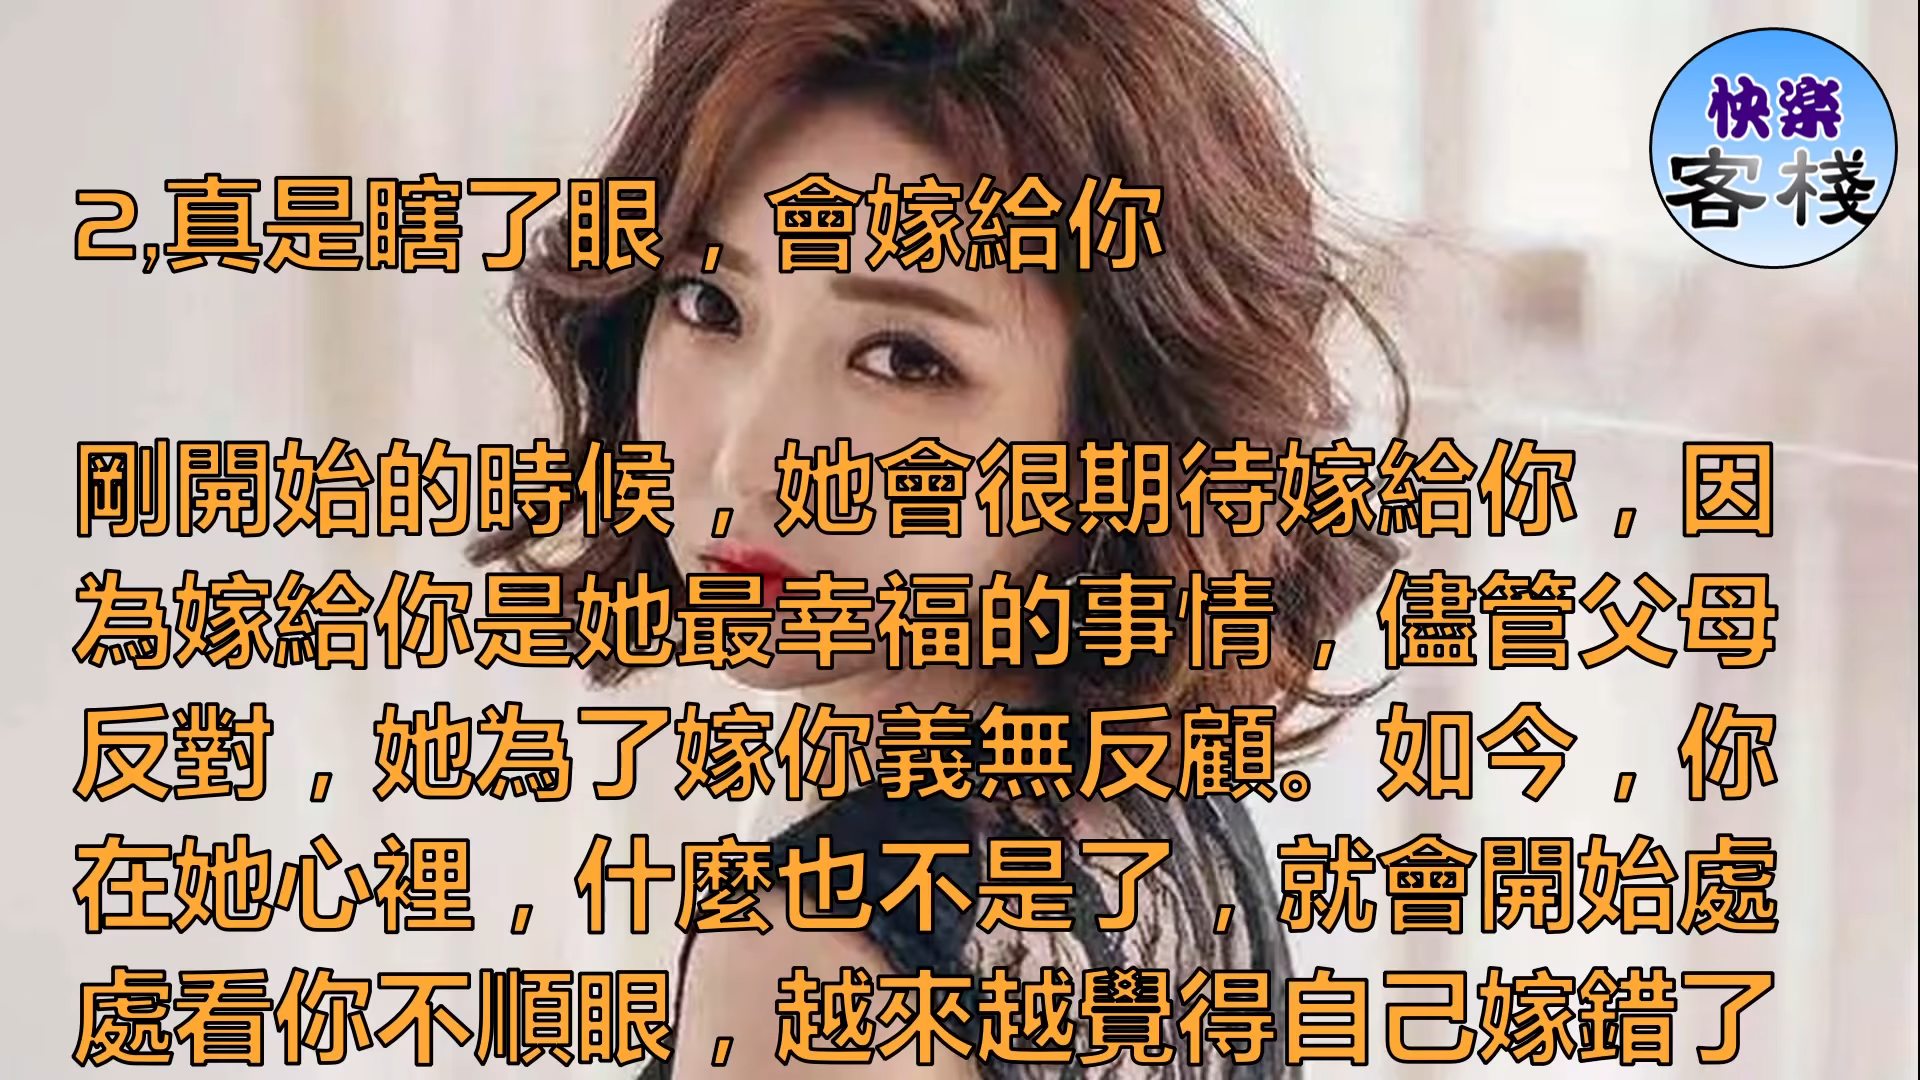 快樂
客棧
2,真是瞎了眼，會嫁給你
剛開始的時候，她會很期待嫁給你，因
為嫁給你是她最幸福的事情，儘管父母
反對，她為了嫁你義無反顧。如今，你
在她心裡，什麼也不是了，就會開始處
處看你不順眼，越來越覺得自己嫁錯了